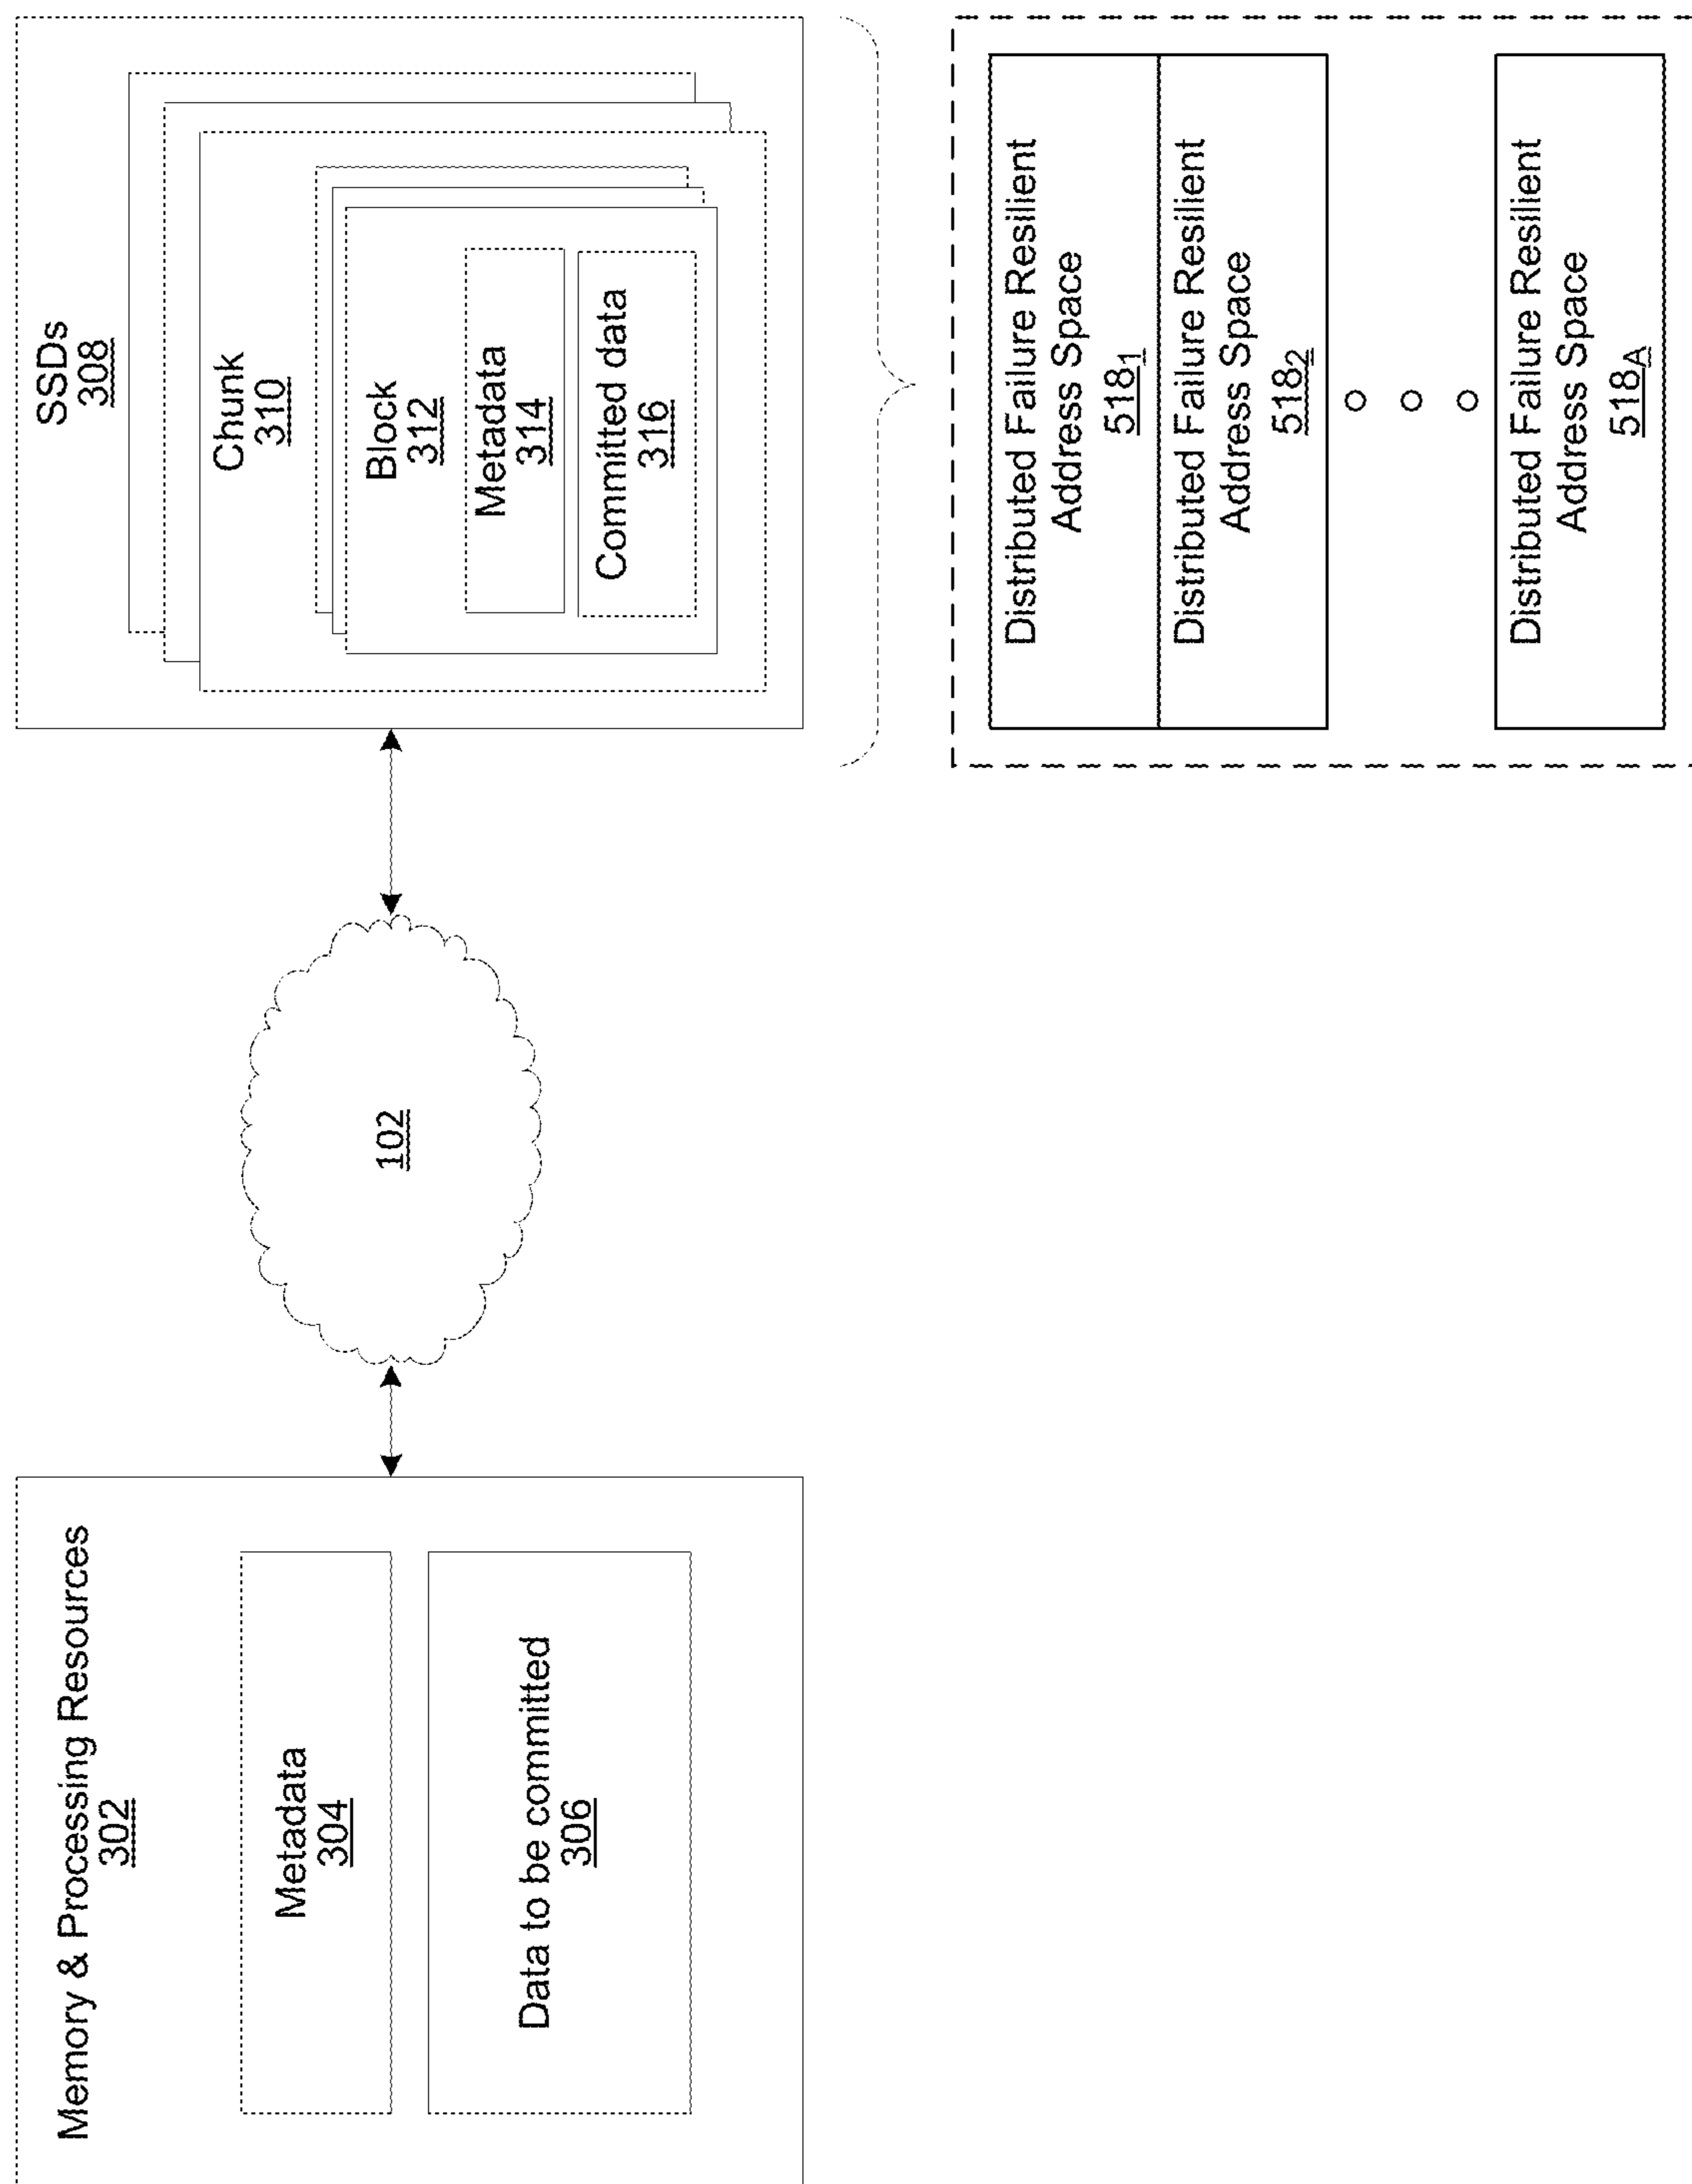 Memory & Processing Resources
302
Metadata
304
Data to be committed
306
102
SSDs
308
Chunk
310
Block
312
Metadata
314
Committed data
316
Distributed Failure Resilient
Address Space
518₁
Distributed Failure Resilient
Address Space
518₂
Distributed Failure Resilient
Address Space
518A